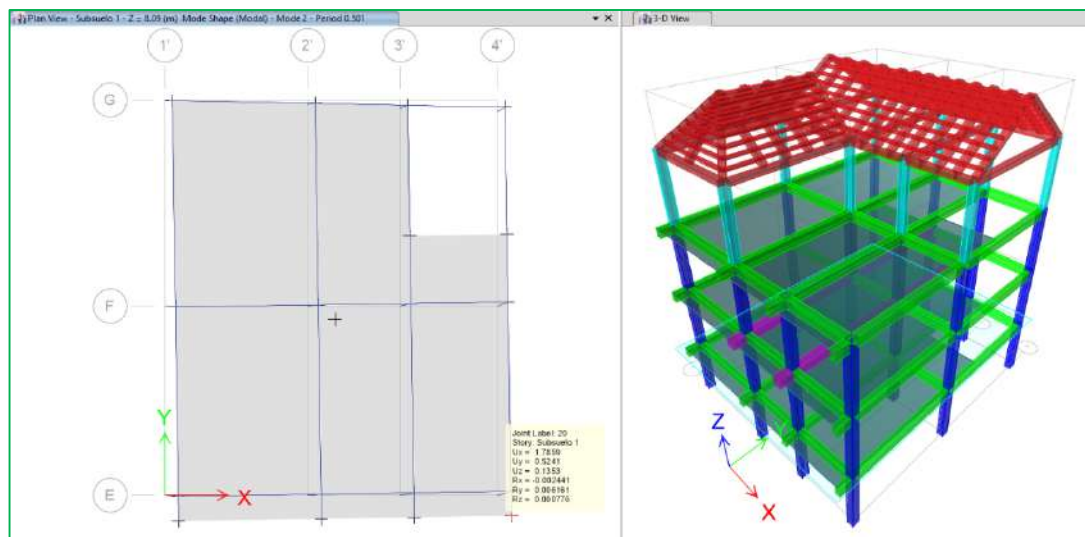 Plan View - Subsuelo 1 - Z = 8.09 (m) Mode Shape (Modal) - Mode 2 - Period 0.501
3-D View
1'
2'
3'
4'
G
F
Y
E
X
Joint Label: 20
Story: Subsuelo 1
Ux = 1.7859
Uy = 0.5241
Uz = 0.1353
Rx = -0.002441
Ry = 0.006161
Rz = 0.000776
Z
X